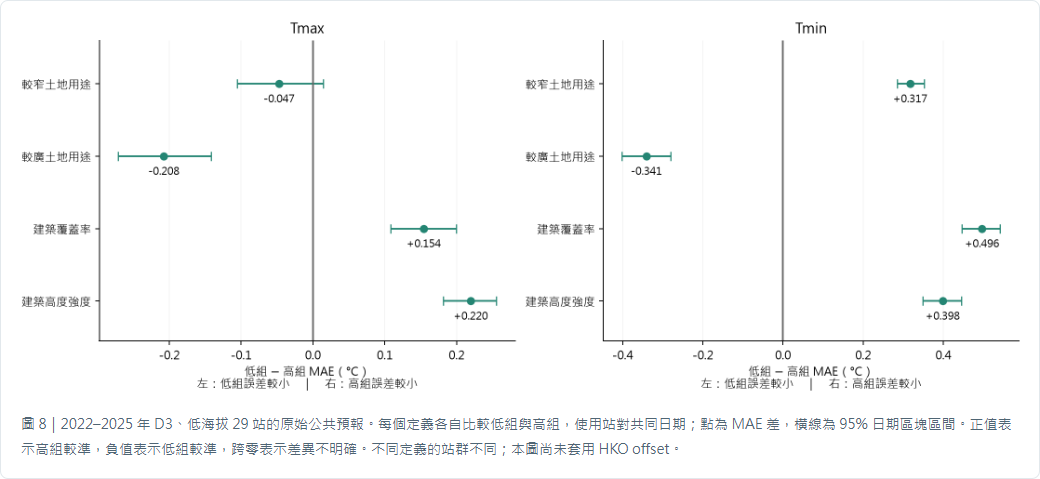 Tmax
較窄土地用途
-0.047
較廣土地用途
-0.208
建築覆蓋率
+0.154
建築高度強度
+0.220
-0.2 -0.1 0.0 0.1 0.2
低組 − 高組 MAE（°C）
左：低組誤差較小 | 右：高組誤差較小
Tmin
較窄土地用途
+0.317
較廣土地用途
-0.341
建築覆蓋率
+0.496
建築高度強度
+0.398
-0.4 -0.2 0.0 0.2 0.4
低組 − 高組 MAE（°C）
左：低組誤差較小 | 右：高組誤差較小
圖 8｜2022–2025 年 D3、低海拔 29 站的原始公共預報。每個定義各自比較低組與高組，使用站對共同日期；點為 MAE 差，橫線為 95% 日期區塊區間。正值表
示高組較準，負值表示低組較準，跨零表示差異不明確。不同定義的站群不同；本圖尚未套用 HKO offset。